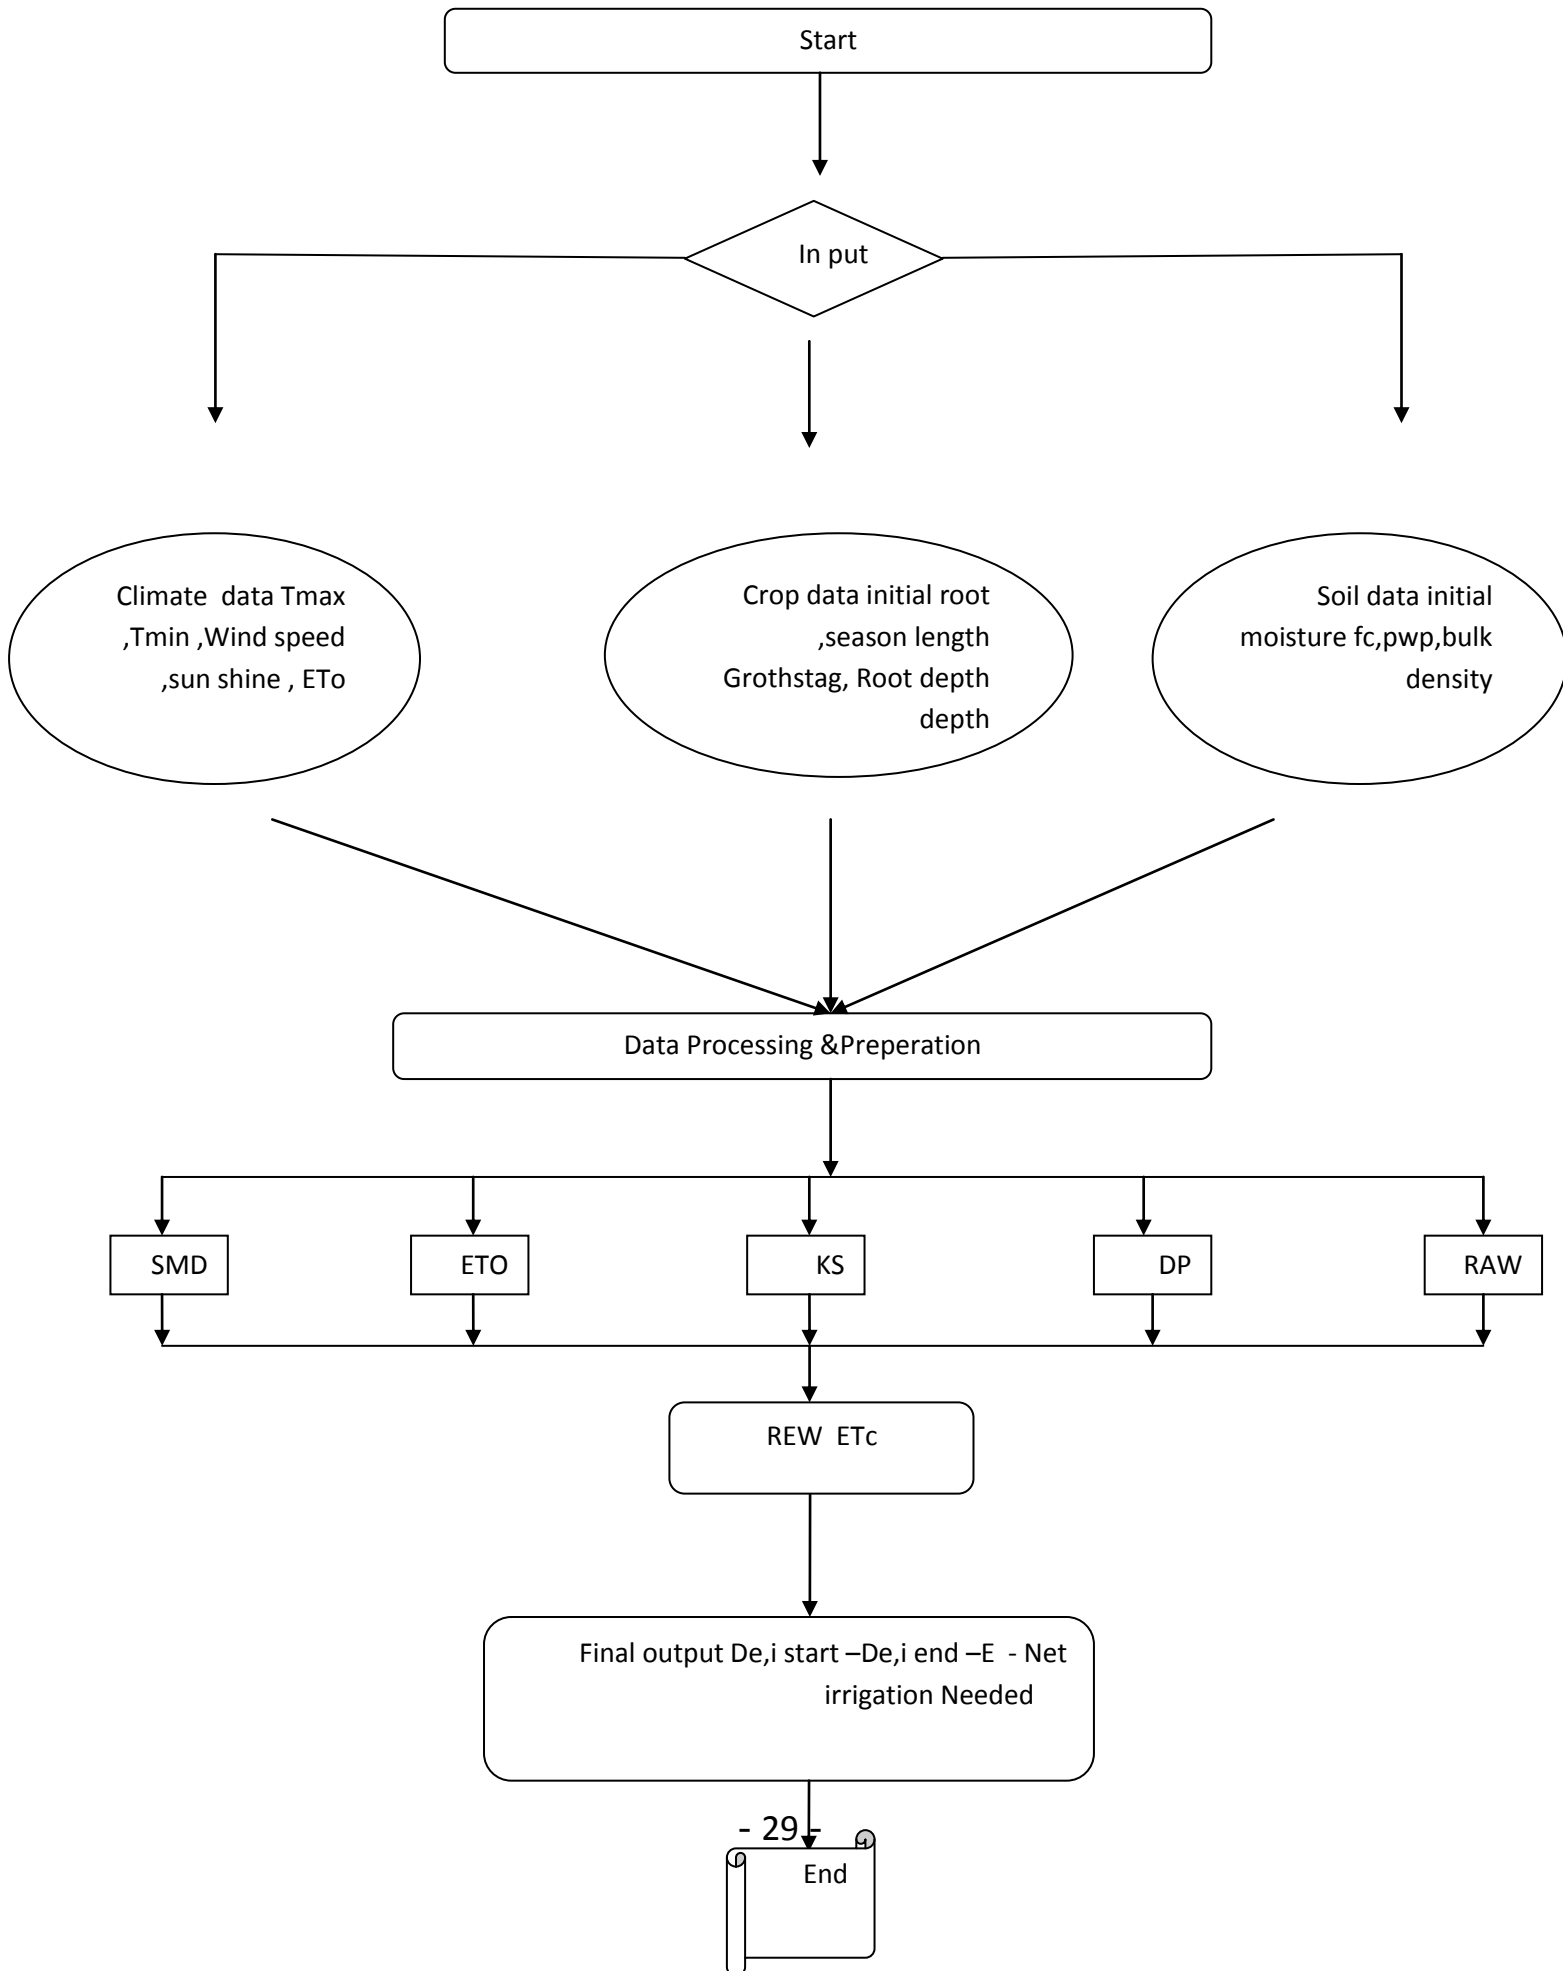 Start
In put
Climate data Tmax
,Tmin ,Wind speed
,sun shine , ETo
Crop data initial root
,season length
Grothstag, Root depth
depth
Soil data initial
moisture fc,pwp,bulk
density
Data Processing &Preperation
SMD
ETO
KS
DP
RAW
REW ETc
Final output De,i start –De,i end –E - Net
irrigation Needed
- 29 -
End